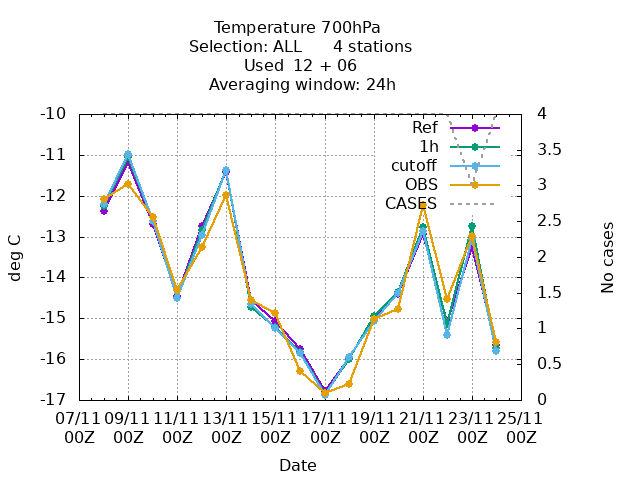 Temperature 700hPa
Selection: ALL 4 stations
Used 12 + 06
Averaging window: 24h
-10
-11
-12
-13
-14
-15
-16
-17
deg C
4
3.5
3
2.5
2
1.5
1
0.5
0
No cases
Ref
1h
cutoff
OBS
CASES
07/11 09/11 11/11 13/11 15/11 17/11 19/11 21/11 23/11 25/11
00Z 00Z 00Z 00Z 00Z 00Z 00Z 00Z 00Z 00Z
Date